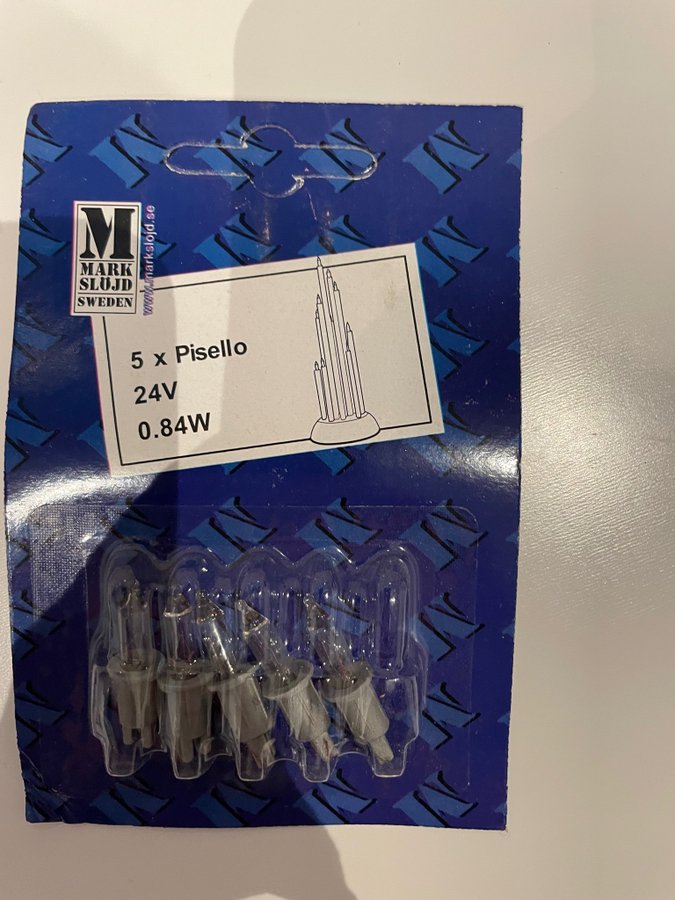 M
MARK
SLÖJD
SWEDEN
www.markslojd.se
5 x Pisello
24V
0.84W